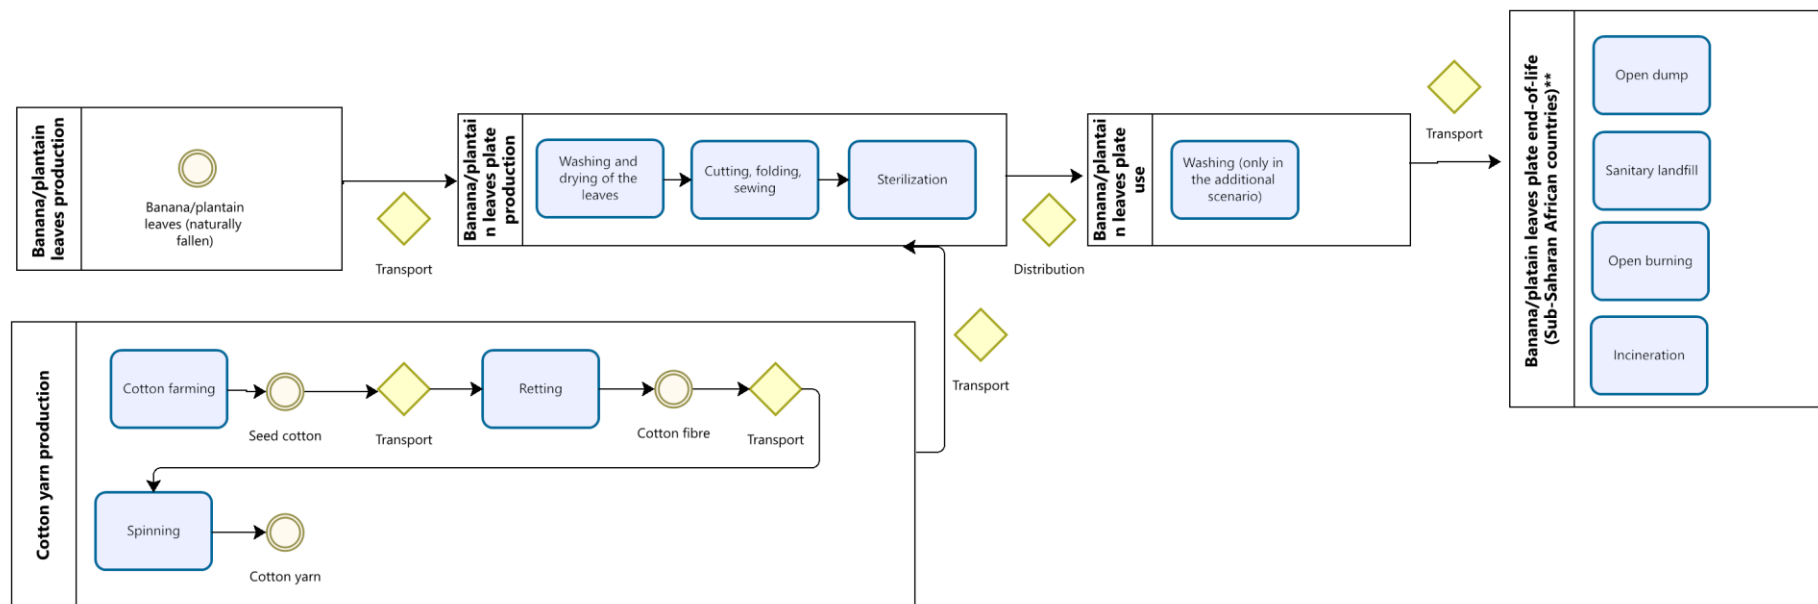 Banana/plantain
leaves production
Banana/plantain
leaves (naturally
fallen)
Transport
Banana/plantai
n leaves plate
production
Washing and
drying of the
leaves
Cutting, folding,
sewing
Sterilization
Distribution
Banana/plantai
n leaves plate
use
Washing (only in
the additional
scenario)
Transport
Banana/platain leaves plate end-of-life
(Sub-Saharan African countries)**
Open dump
Sanitary landfill
Open burning
Incineration
Cotton yarn production
Cotton farming
Seed cotton
Transport
Retting
Cotton fibre
Transport
Transport
Spinning
Cotton yarn